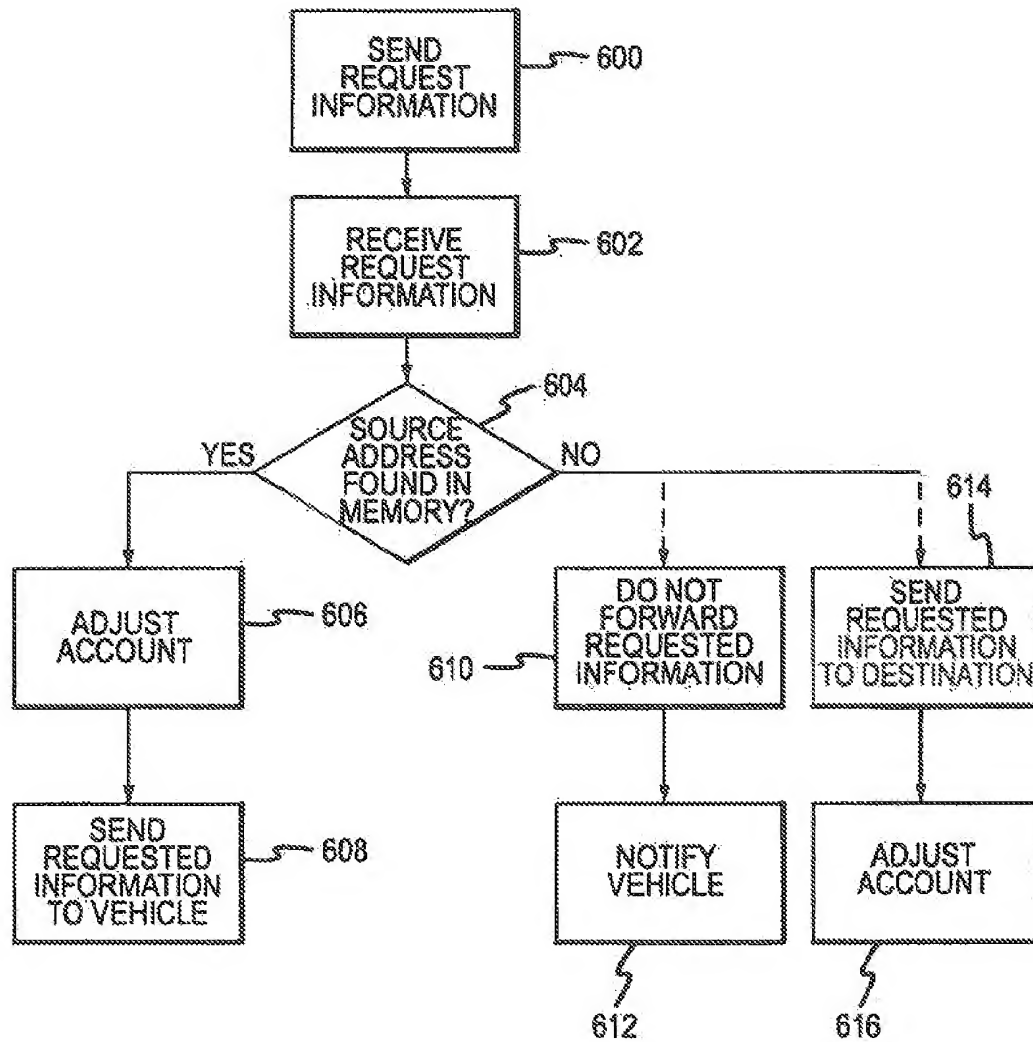 SEND
REQUEST
INFORMATION
600
RECEIVE
REQUEST
INFORMATION
602
604
SOURCE
ADDRESS
FOUND IN
MEMORY?
YES
NO
ADJUST
ACCOUNT
606
SEND
REQUESTED
INFORMATION
TO VEHICLE
608
DO NOT
FORWARD
REQUESTED
INFORMATION
610
NOTIFY
VEHICLE
612
614
SEND
REQUESTED
INFORMATION
TO DESTINATION
ADJUST
ACCOUNT
616